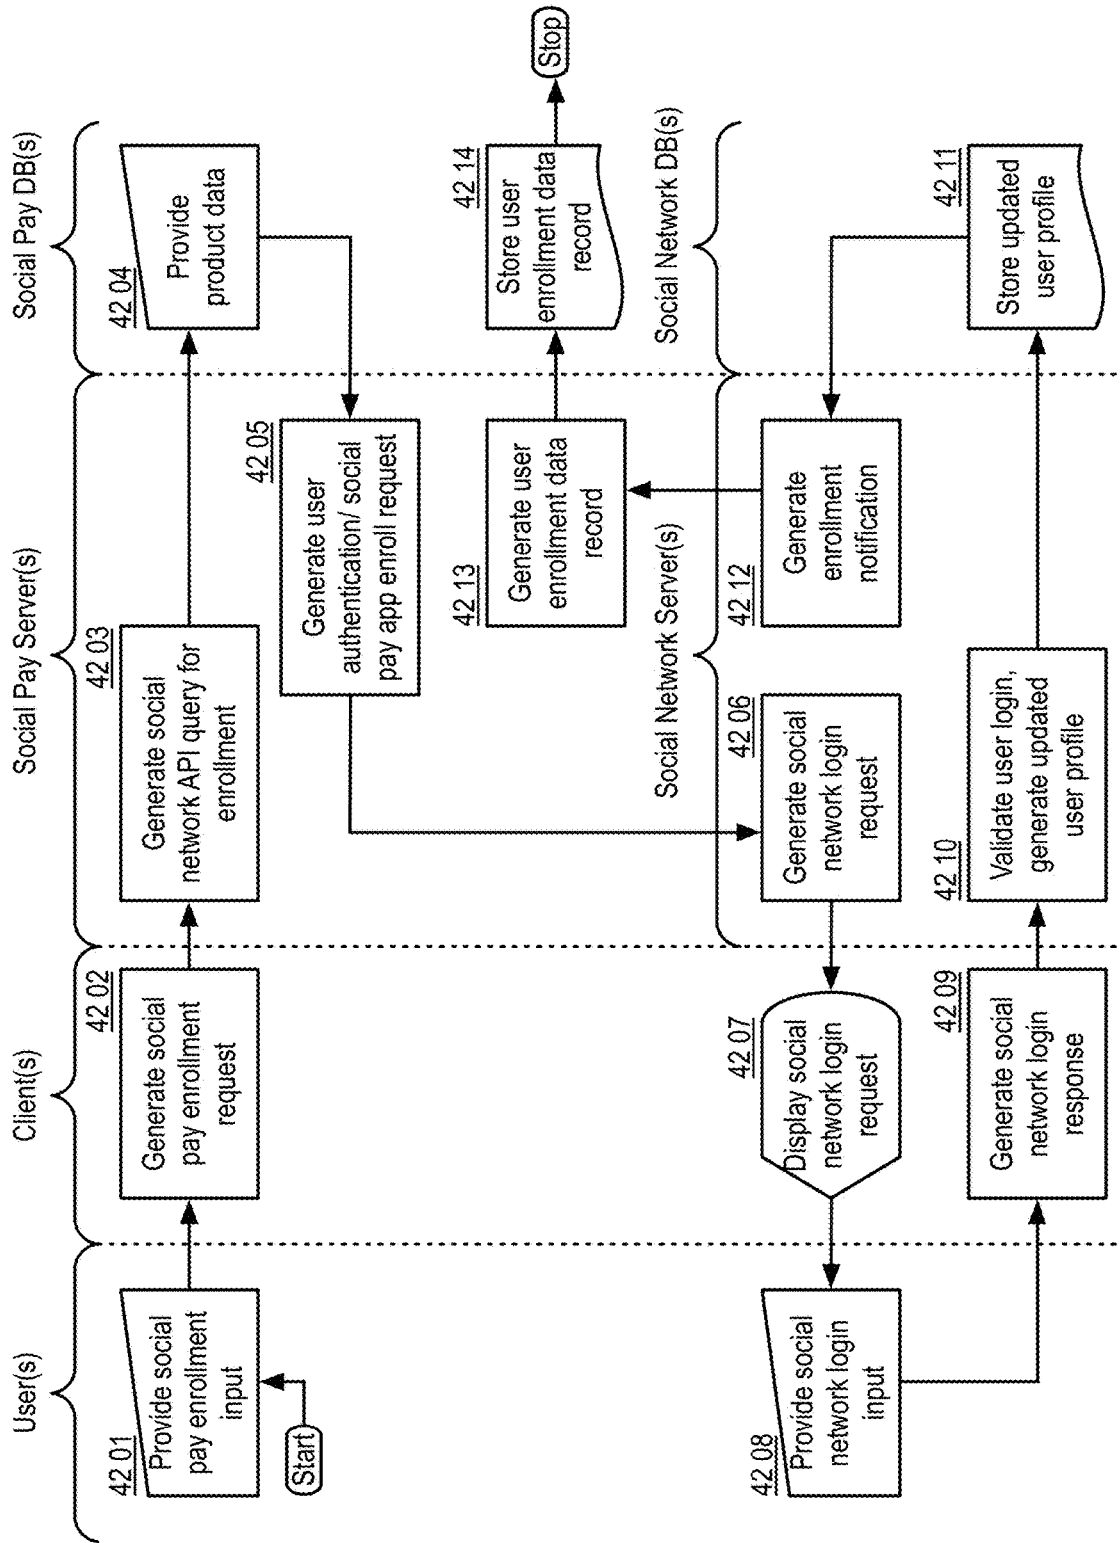 User(s)
Client(s)
Social Pay Server(s)
Social Pay DB(s)
42 01
Provide social
pay enrollment
input
Start
42 02
Generate social
pay enrollment
request
42 03
Generate social
network API query for
enrollment
42 04
Provide
product data
42 05
Generate user
authentication/ social
pay app enroll request
42 13
Generate user
enrollment data
record
42 14
Store user
enrollment data
record
Stop
Social Network Server(s)
Social Network DB(s)
42 06
Generate social
network login
request
42 07
Display social
network login
request
42 08
Provide social
network login
input
42 09
Generate social
network login
response
42 10
Validate user login,
generate updated
user profile
42 11
Store updated
user profile
42 12
Generate
enrollment
notification